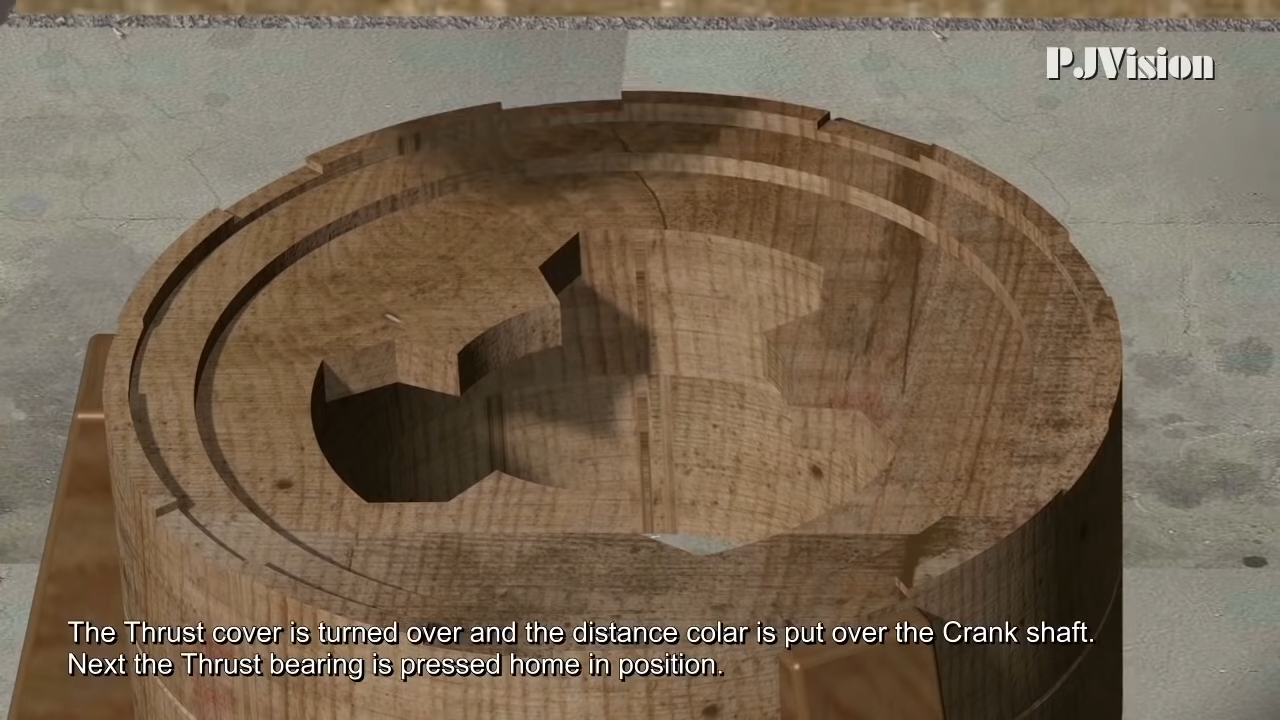 PJVision
The Thrust cover is turned over and the distance colar is put over the Crank shaft.
Next the Thrust bearing is pressed home in position.